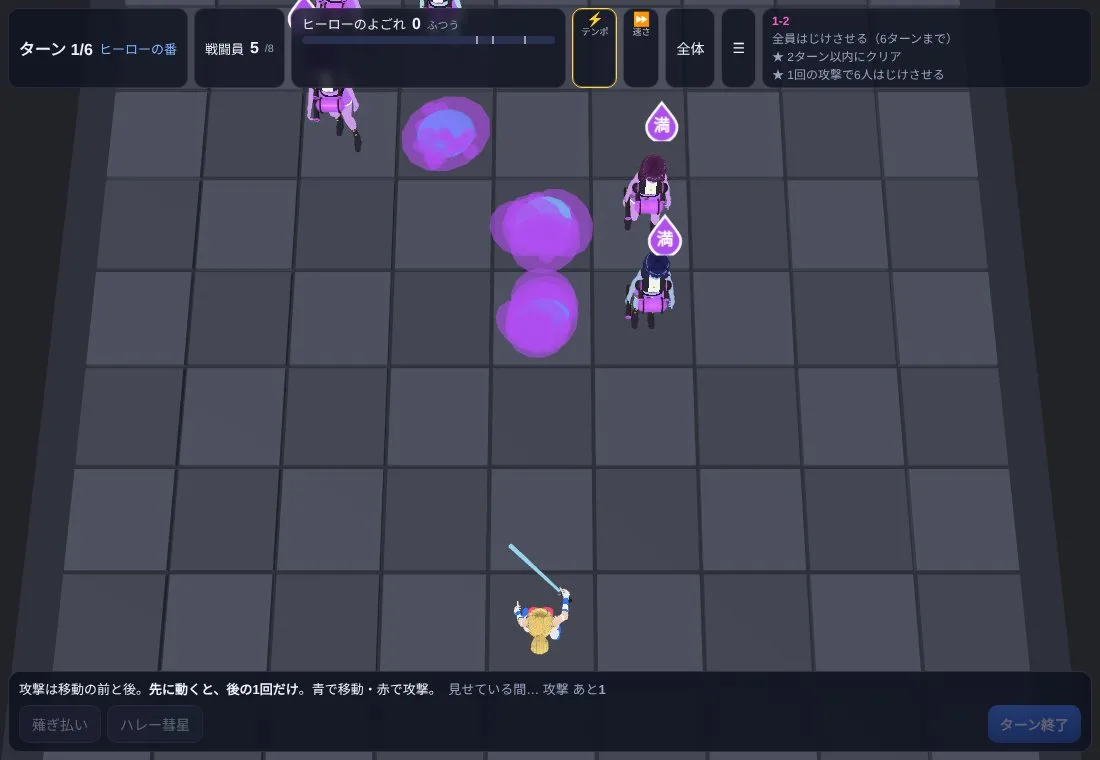 ターン 1/6 ヒーローの番
戦闘員 5 /8
ヒーローのよごれ 0 ふつう
⚡
テンポ
⏩
速さ
全体
☰
1-2
全員はじけさせる（6ターンまで）
★ 2ターン以内にクリア
★ 1回の攻撃で6人はじけさせる
満
満
攻撃は移動の前と後。先に動くと、後の1回だけ。青で移動・赤で攻撃。 見せている間… 攻撃 あと1
薙ぎ払い
ハレー彗星
ターン終了